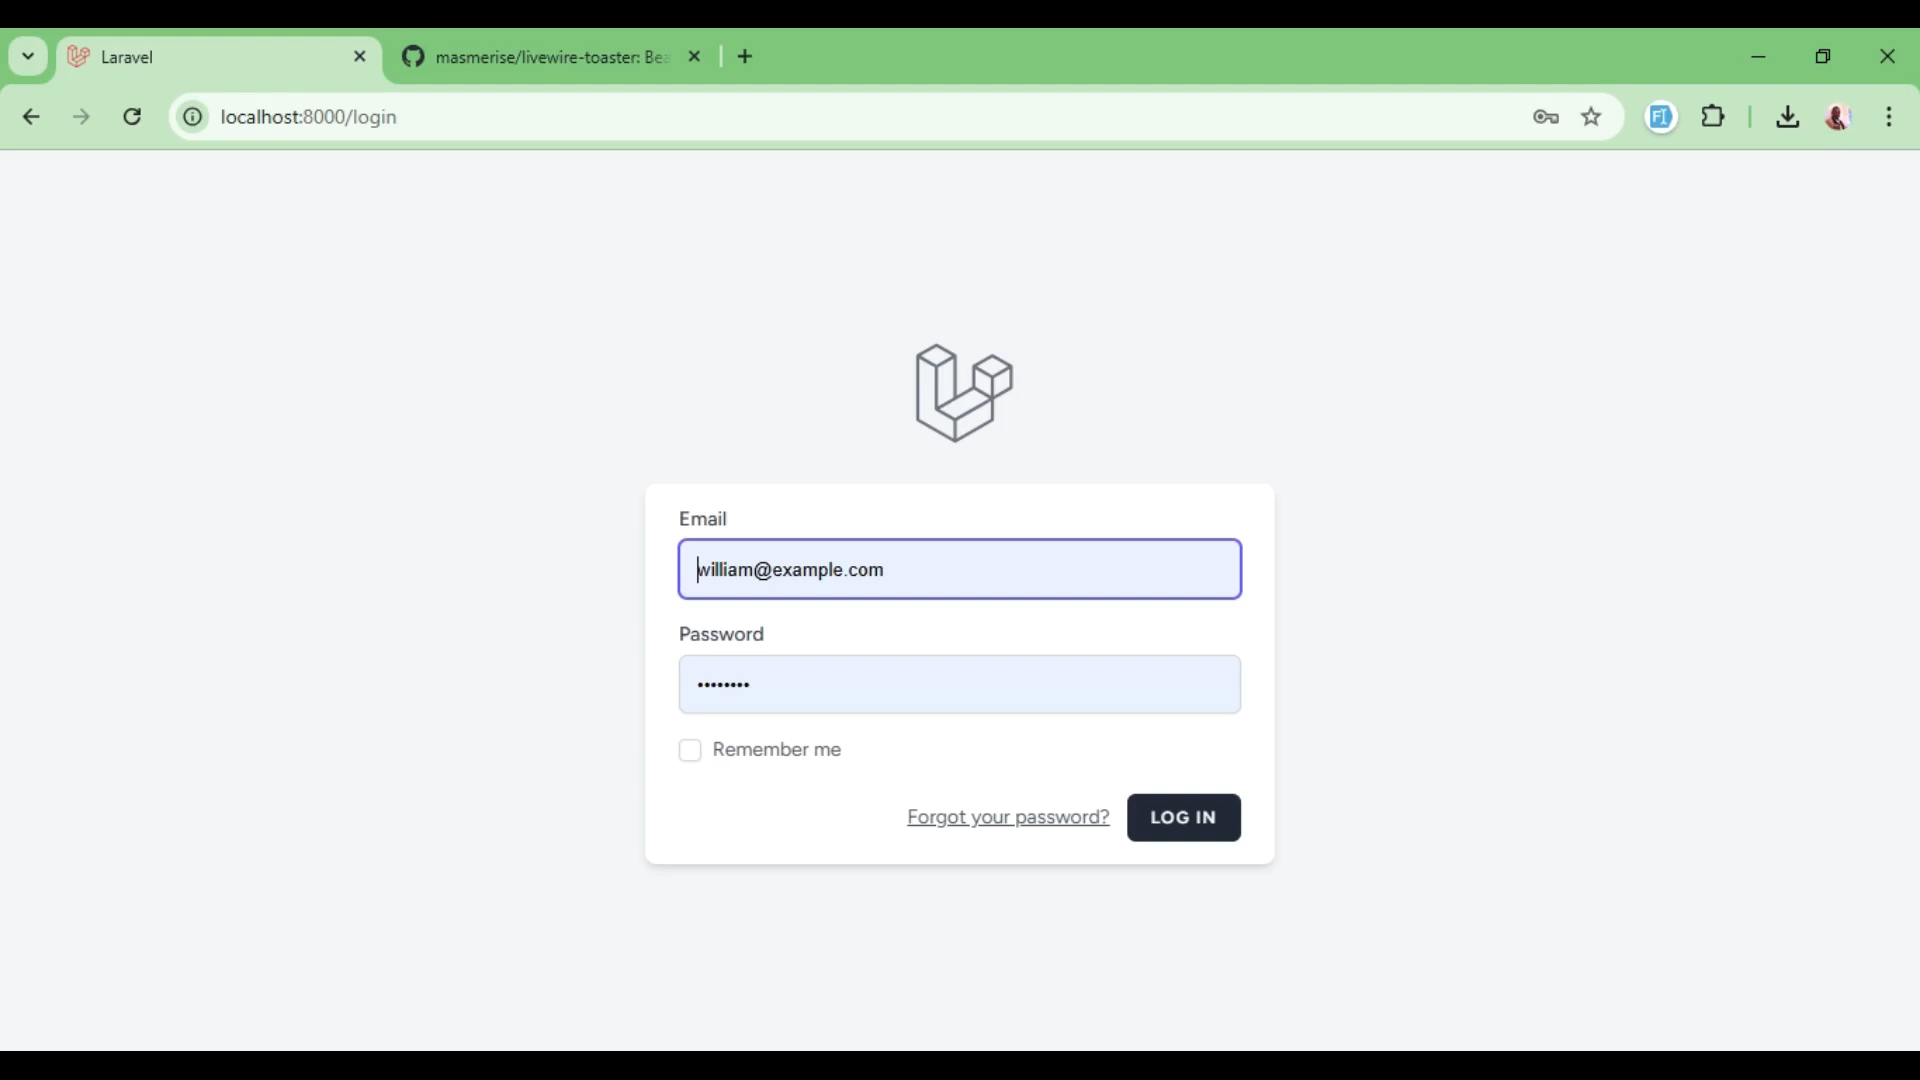 Laravel
masmerise/livewire-toaster: Bea
localhost:8000/login
Email
william@example.com
Password
••••••••
Remember me
Forgot your password?
LOG IN